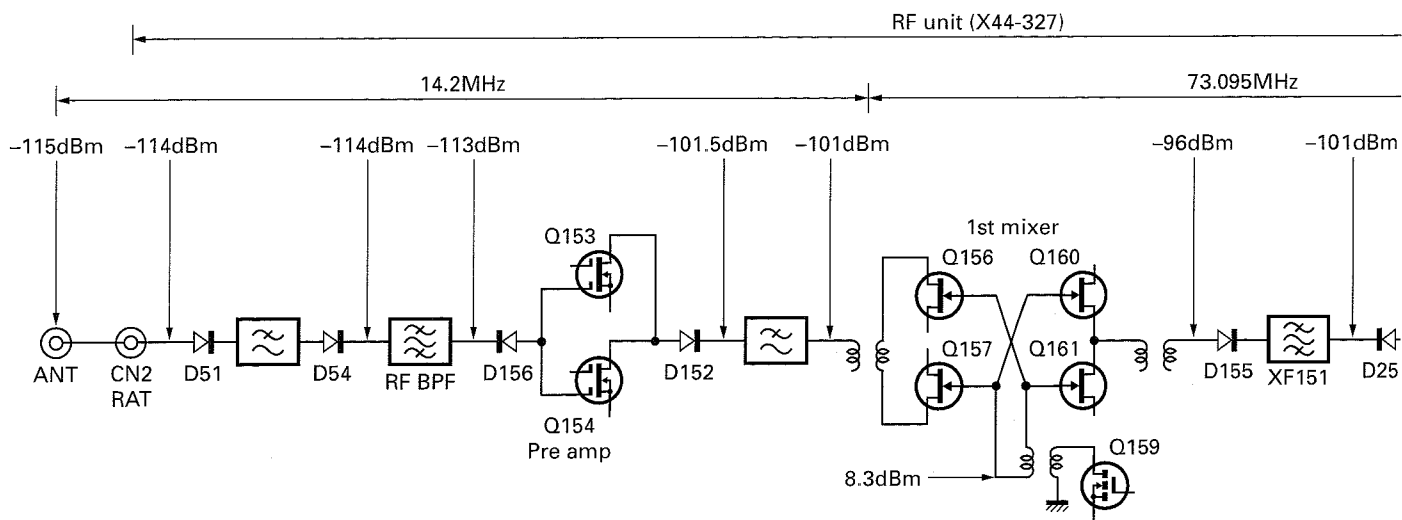 RF unit (X44-327)
14.2MHz
73.095MHz
–115dBm
–114dBm
–114dBm
–113dBm
–101.5dBm
–101dBm
–96dBm
–101dBm
1st mixer
Q153
Q156
Q160
Q157
Q161
ANT
CN2
RAT
D51
D54
RF BPF
D156
D152
D155
XF151
D25
Q154
Pre amp
Q159
8.3dBm